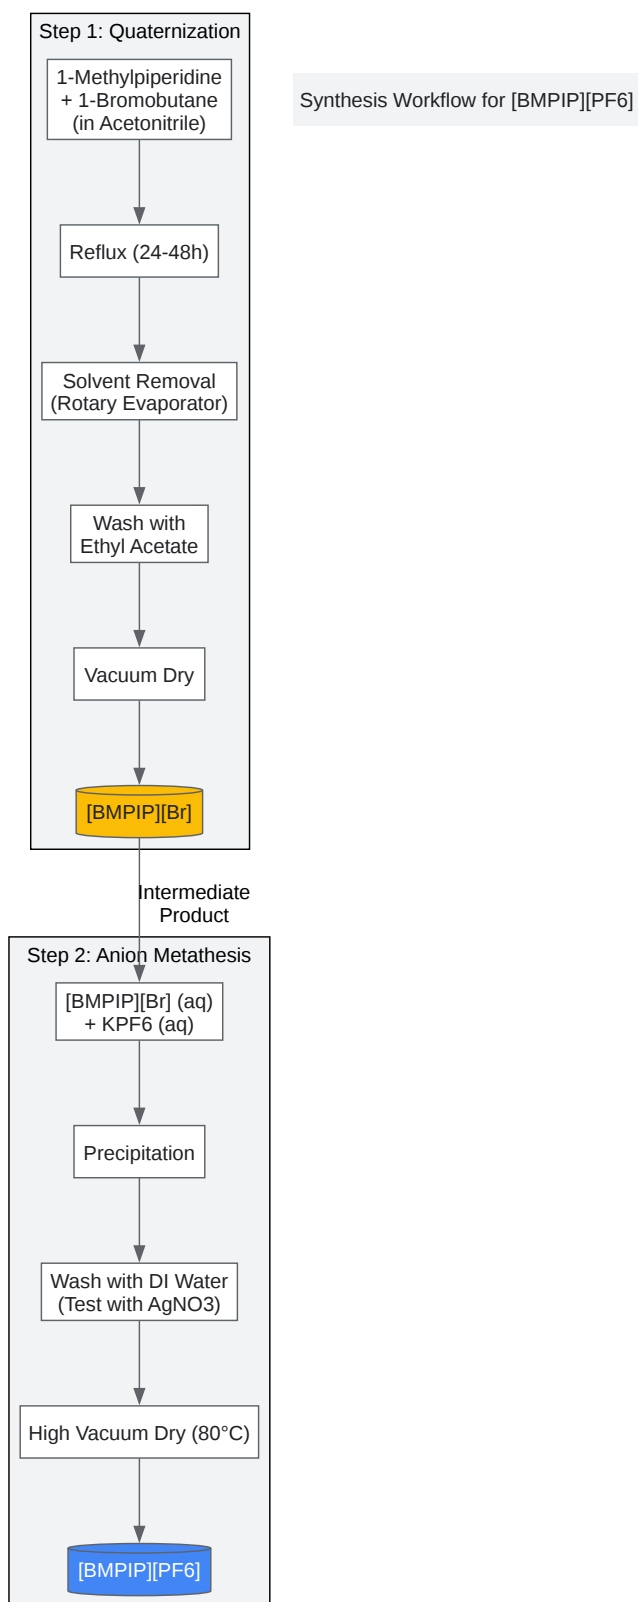 Step 1: Quaternization
1-Methylpiperidine
+ 1-Bromobutane
(in Acetonitrile)
Synthesis Workflow for [BMPIP][PF6]
Reflux (24-48h)
Solvent Removal
(Rotary Evaporator)
Wash with
Ethyl Acetate
Vacuum Dry
[BMPIP][Br]
Intermediate
Product
Step 2: Anion Metathesis
[BMPIP][Br] (aq)
+ KPF6 (aq)
Precipitation
Wash with DI Water
(Test with AgNO3)
High Vacuum Dry (80°C)
[BMPIP][PF6]